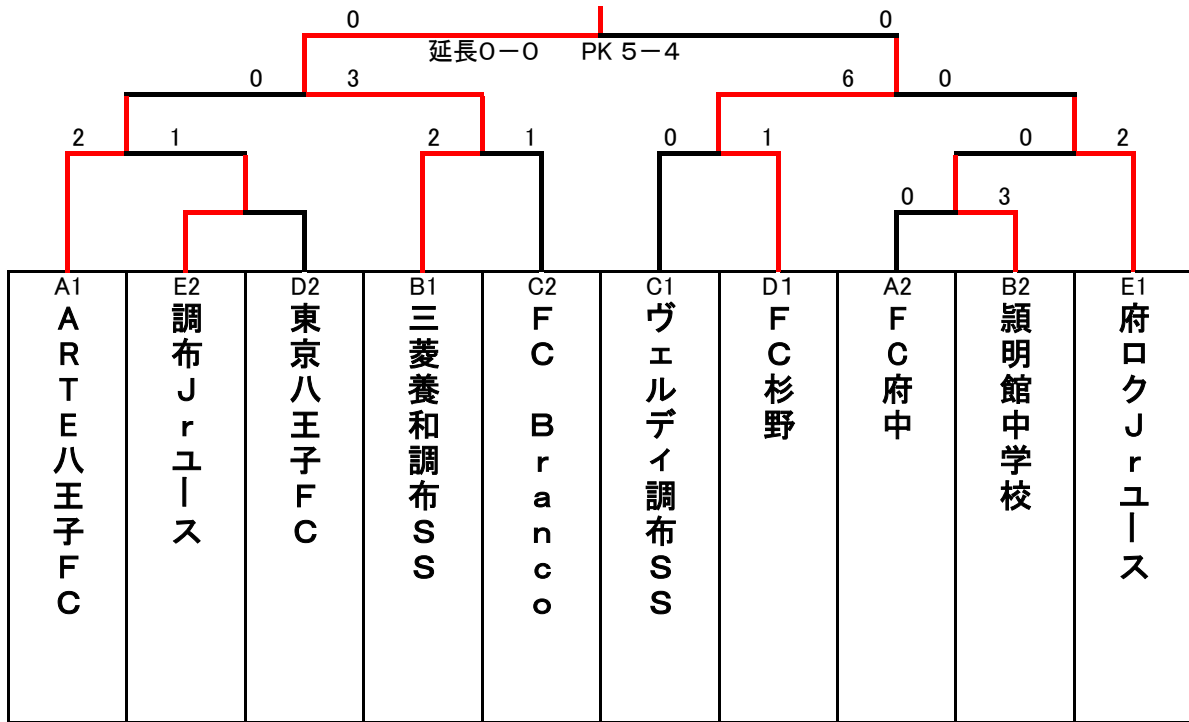 0 0
延長0－0 PK 5－4
0 3 6 0
2 1 2 1 0 1 0 2
0 3
A1 E2 D2 B1 C2 C1 D1 A2 B2 E1
ARTE八王子FC
調布Jrユース
東京八王子FC
三菱養和調布SS
FC Branco
ヴェルディ調布SS
FC杉野
FC府中
穎明館中学校
府ロクJrユース